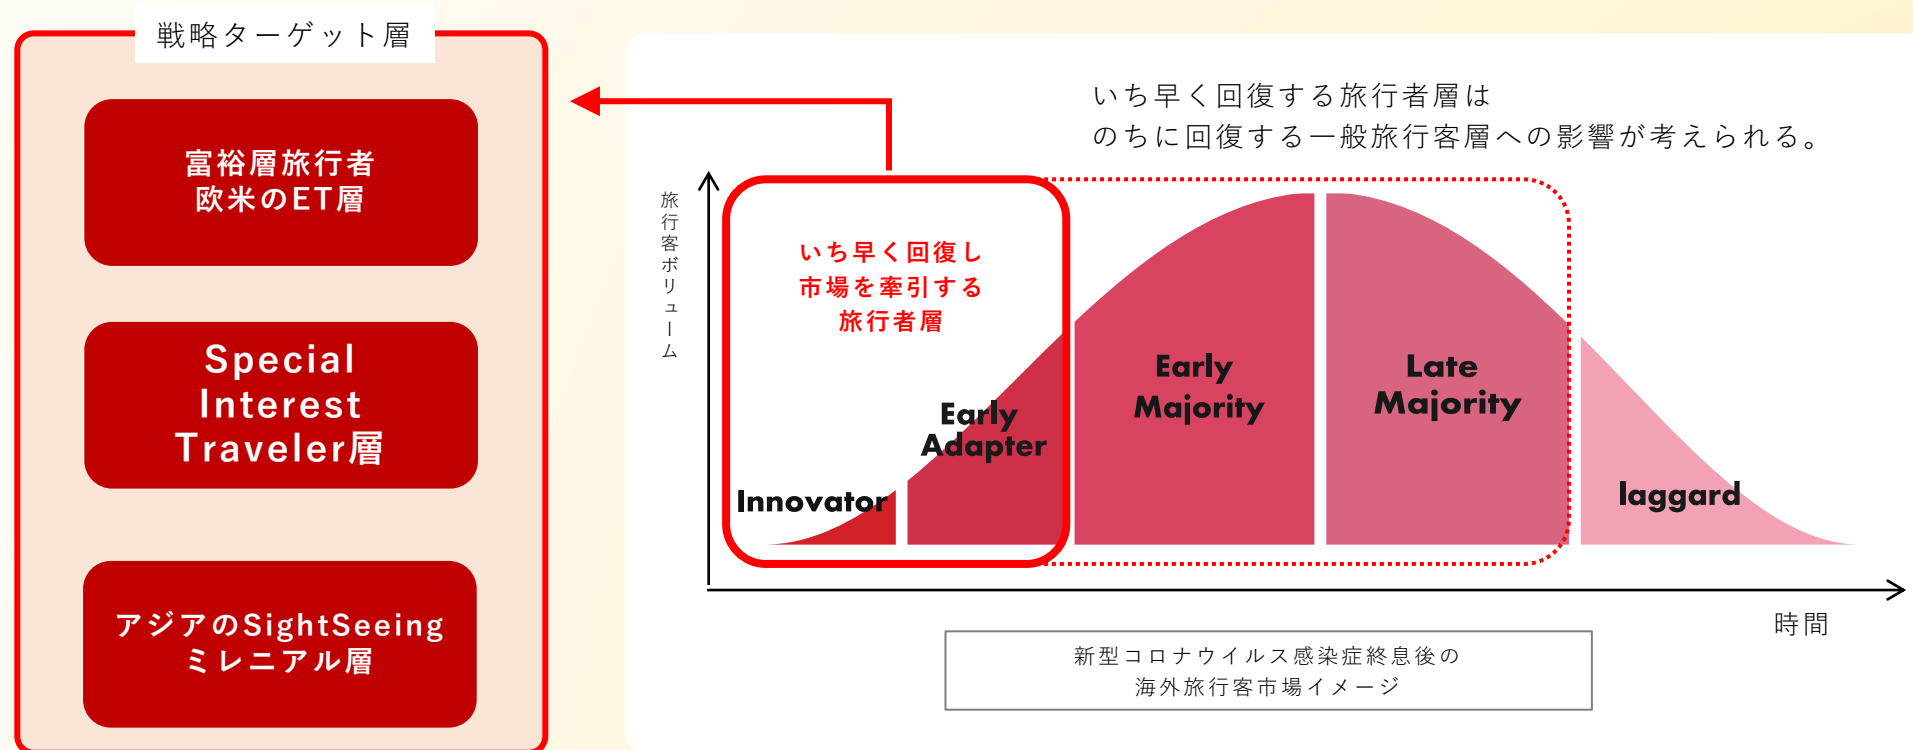 戦略ターゲット層
富裕層旅行者
欧米のET層
Special
Interest
Traveler層
アジアのSightSeeing
ミレニアル層
いち早く回復する旅行者層は
のちに回復する一般旅行客層への影響が考えられる。
旅行客ボリューム
いち早く回復し
市場を牽引する
旅行者層
Innovator
Early
Adapter
Early
Majority
Late
Majority
laggard
時間
新型コロナウイルス感染症終息後の
海外旅行客市場イメージ